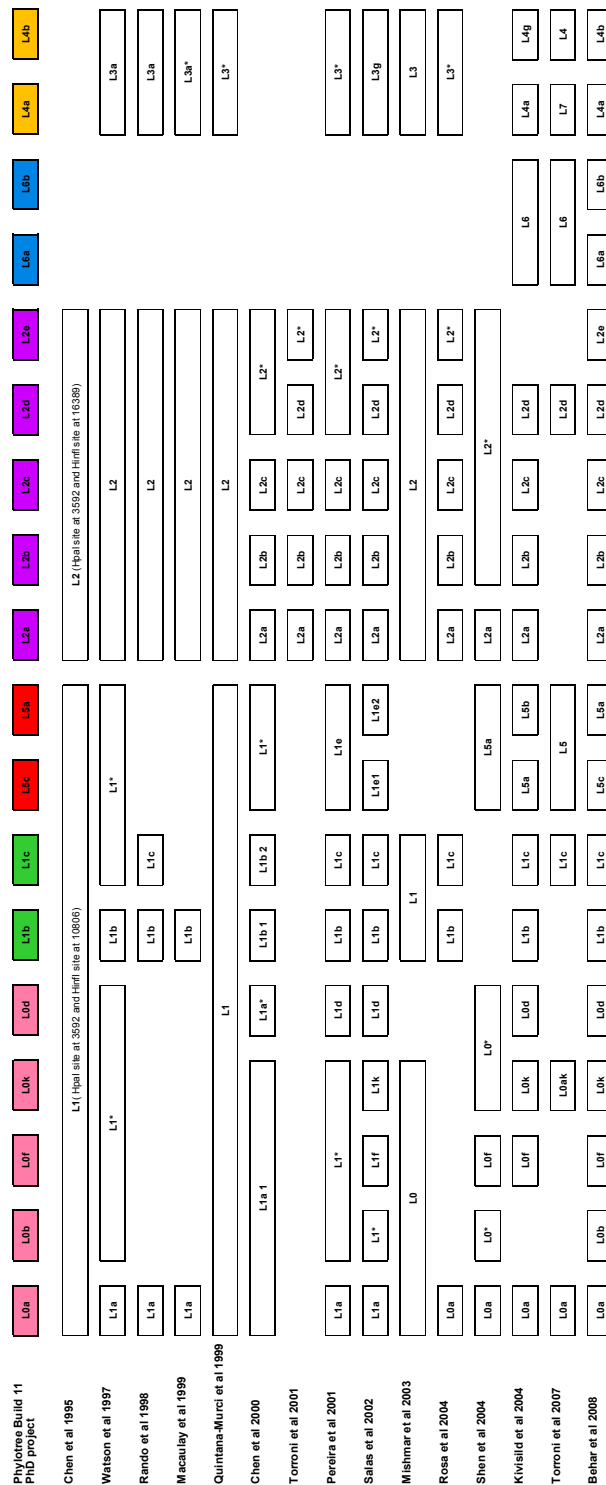 Phylotree Build 11
PhD project
L0a L0b L0f L0k L0d L1b L1c L5c L5a L2a L2b L2c L2d L2e L6a L6b L4a L4b
Chen et al 1995 L1 ( HpaI site at 3592 and HinfI site at 10806) L2 (HpaI site at 3592 and HinfI site at 16389)
Watson et al 1997 L1a L1* L1b L1* L2 L3a
Rando et al 1998 L1a L1b L1c L2 L3a
Macaulay et al 1999 L1a L1b L2 L3a*
Quintana-Murci et al 1999 L1 L2 L3*
Chen et al 2000 L1a 1 L1a* L1b 1 L1b 2 L1* L2a L2b L2c L2*
Torroni et al 2001 L2a L2b L2c L2d L2*
Pereira et al 2001 L1a L1* L1d L1b L1c L1e L2a L2b L2c L2* L3*
Salas et al 2002 L1a L1* L1f L1k L1d L1b L1c L1e1 L1e2 L2a L2b L2c L2d L2* L3g
Mishmar et al 2003 L0 L1 L2 L3
Rosa et al 2004 L0a L1b L1c L2a L2b L2c L2d L2* L3*
Shen et al 2004 L0a L0* L0f L0* L5a L2a L2*
Kivisild et al 2004 L0a L0f L0k L0d L1b L1c L5a L5b L2a L2b L2c L2d L6 L4a L4g
Torroni et al 2007 L0a L0ak L1c L5 L2d L6 L7 L4
Behar et al 2008 L0a L0b L0f L0k L0d L1b L1c L5c L5a L2a L2b L2c L2d L2e L6a L6b L4a L4b